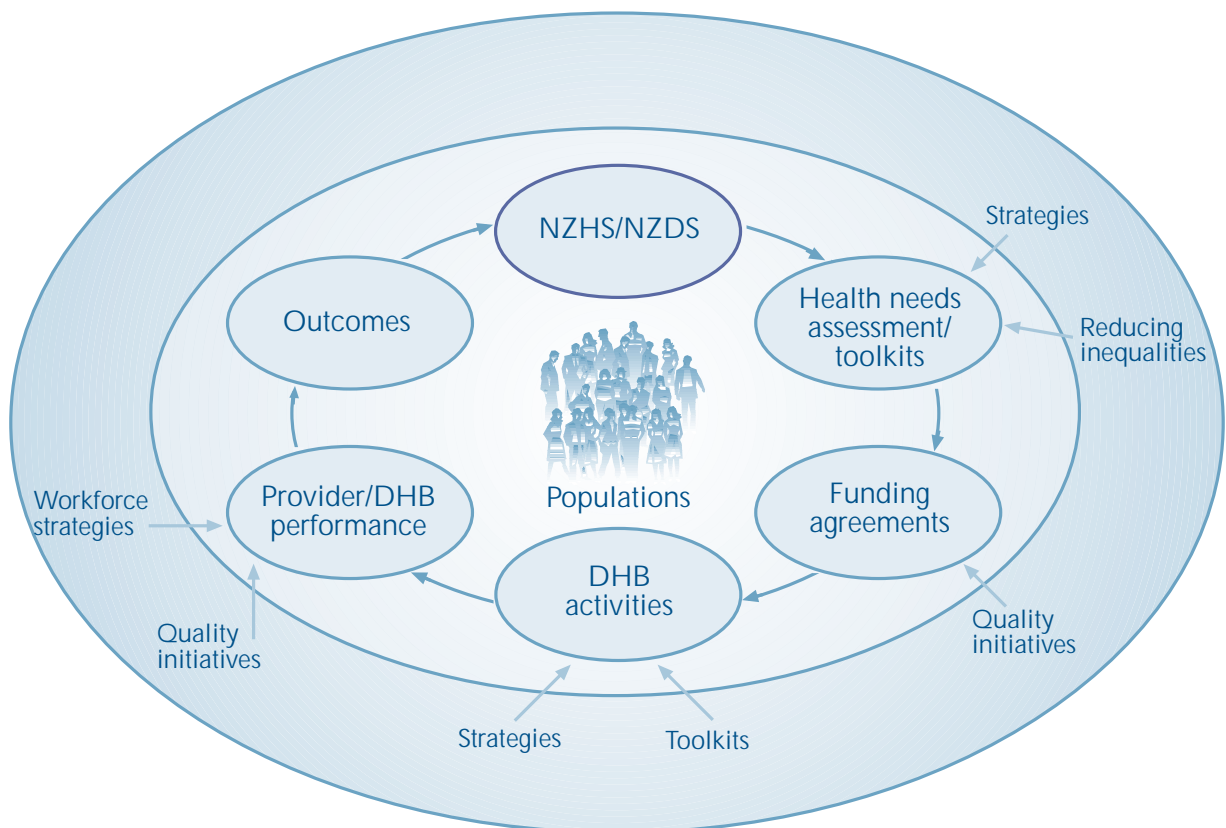 NZHS/NZDS
Strategies
Health needs
assessment/
toolkits
Reducing
inequalities
Outcomes
Populations
Funding
agreements
Provider/DHB
performance
Workforce
strategies
DHB
activities
Quality
initiatives
Quality
initiatives
Strategies
Toolkits